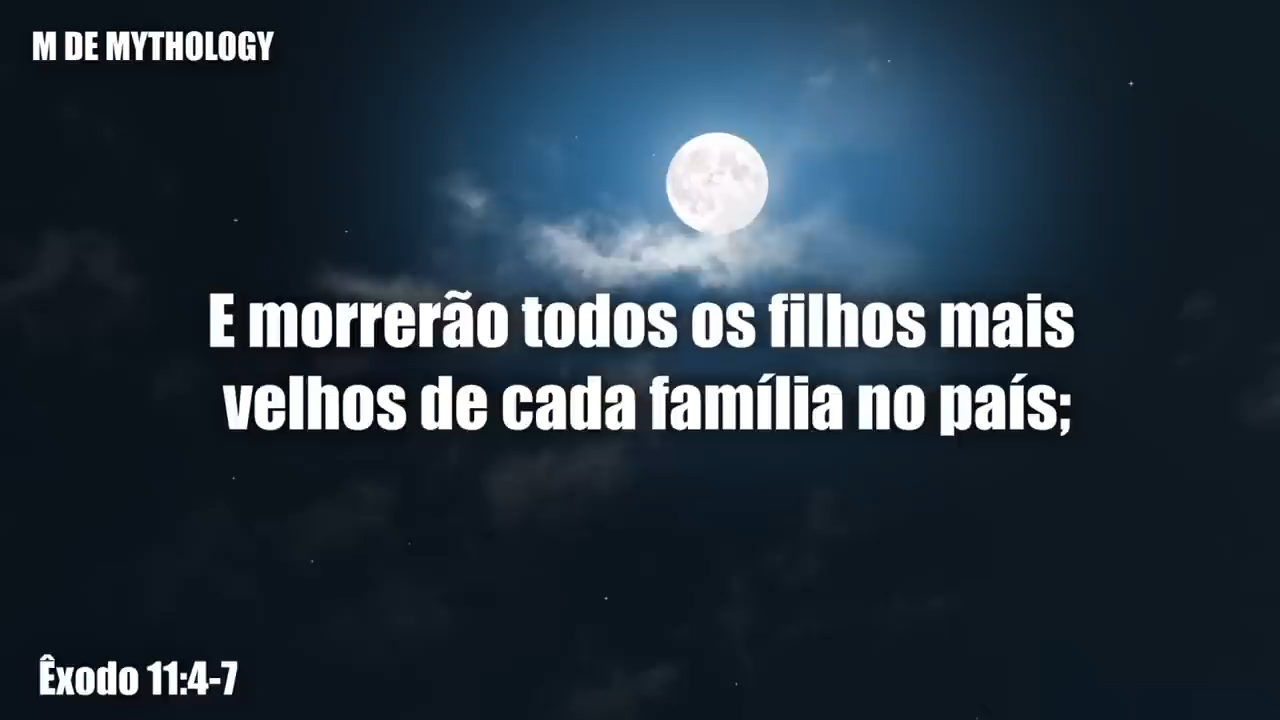 M DE MYTHOLOGY
E morrerão todos os filhos mais
velhos de cada família no país;
Êxodo 11:4-7